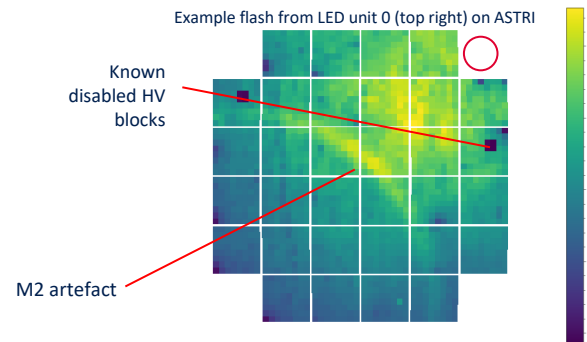 Example flash from LED unit 0 (top right) on ASTRI
Known
disabled HV
blocks
M2 artefact